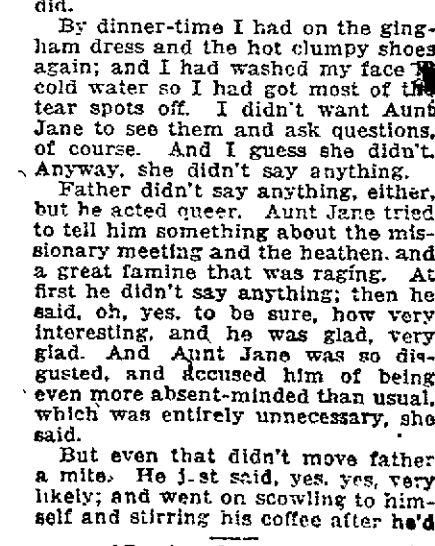 did.
By dinner-time I had on the ging-
ham dress and the hot clumpy shoes
again; and I had washed my face
cold water so I had got most of the
tear spots off. I didn't want Aunt
Jane to see them and ask questions,
of course. And I guess she didn't.
Anyway, she didn't say anything.
Father didn't say anything, either,
but he acted queer. Aunt Jane tried
to tell him something about the mis-
sionary meeting and the heathen. and
a great famine that was raging. At
first he didn't say anything; then he
said, oh, yes, to be sure, how very
interesting, and he was glad, very
glad. And Aunt Jane was so dis-
gusted, and accused him of being
even more absent-minded than usual,
which was entirely unnecessary, she
said.
But even that didn't move father
a mite. He j-st said, yes, yes, very
likely; and went on scowling to him-
self and stirring his coffee after he'd